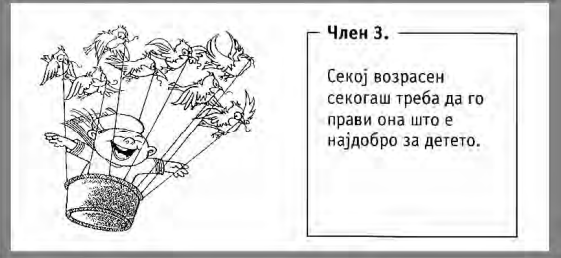 Член 3.
Секој возрасен
секогаш треба да го
прави она што е
најдобро за детето.